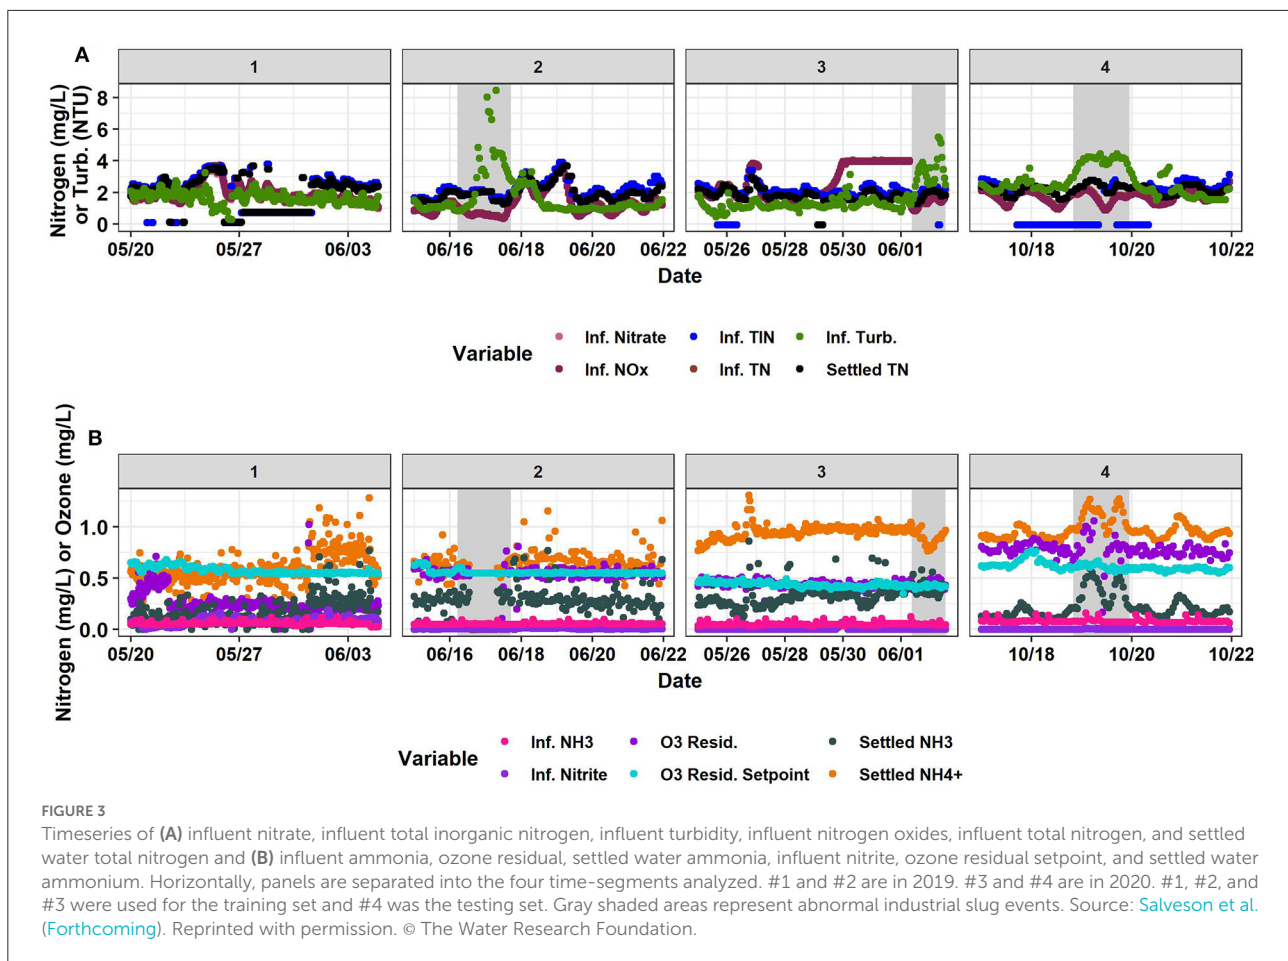 A
1 2 3 4
Nitrogen (mg/L)
or Turb. (NTU)
8
6
4
2
0
05/20 05/27 06/03 06/16 06/18 06/20 06/22 05/26 05/28 05/30 06/01 10/18 10/20 10/22
Date
Variable
Inf. Nitrate Inf. TIN Inf. Turb.
Inf. NOx Inf. TN Settled TN
B
1 2 3 4
Nitrogen (mg/L) or Ozone (mg/L)
1.0
0.5
0.0
05/20 05/27 06/03 06/16 06/18 06/20 06/22 05/26 05/28 05/30 06/01 10/18 10/20 10/22
Date
Variable
Inf. NH3 O3 Resid. Settled NH3
Inf. Nitrite O3 Resid. Setpoint Settled NH4+
FIGURE 3
Timeseries of (A) influent nitrate, influent total inorganic nitrogen, influent turbidity, influent nitrogen oxides, influent total nitrogen, and settled
water total nitrogen and (B) influent ammonia, ozone residual, settled water ammonia, influent nitrite, ozone residual setpoint, and settled water
ammonium. Horizontally, panels are separated into the four time-segments analyzed. #1 and #2 are in 2019. #3 and #4 are in 2020. #1, #2, and
#3 were used for the training set and #4 was the testing set. Gray shaded areas represent abnormal industrial slug events. Source: Salveson et al.
(Forthcoming). Reprinted with permission. © The Water Research Foundation.